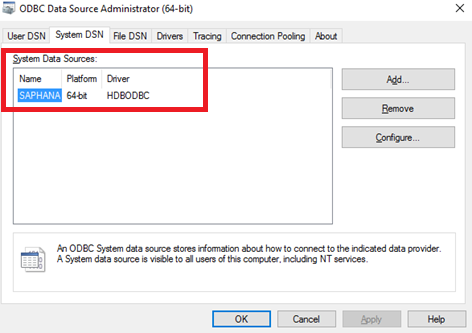 ODBC Data Source Administrator (64-bit)
User DSN System DSN File DSN Drivers Tracing Connection Pooling About
System Data Sources:
Name Platform Driver
SAPHANA 64-bit HDBODBC
Add...
Remove
Configure...
An ODBC System data source stores information about how to connect to the indicated data provider.
A System data source is visible to all users of this computer, including NT services.
OK Cancel Apply Help